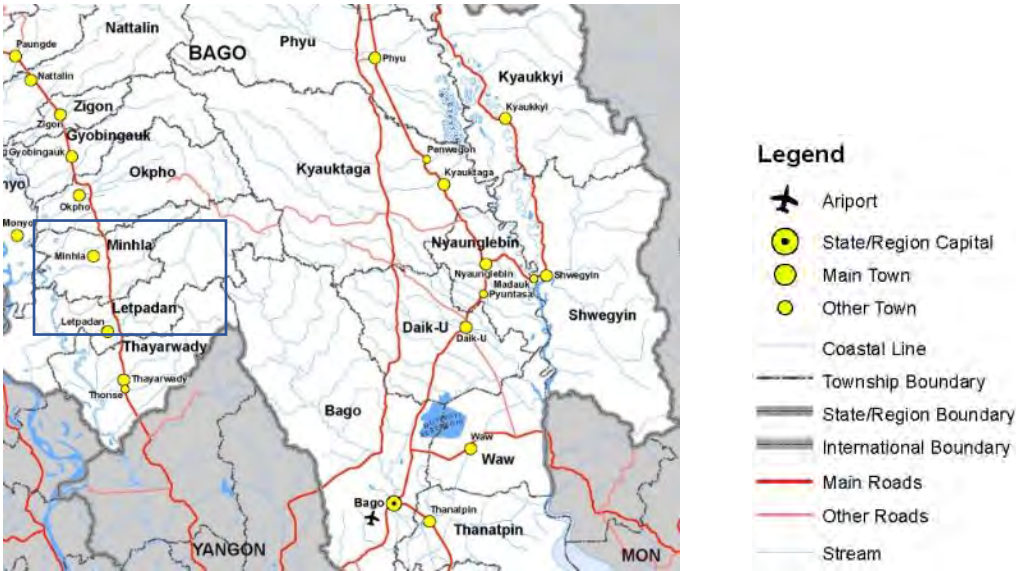 Nattalin
Phyu
BAGO
Paungde
Phyu
Nattalin
Kyaukkyi
Zigon
Kyaukkyi
Zigon
Gyobingauk
Gyobingauk
Penwegon
Okpho
Kyauktaga
Kyauktaga
nyo
Okpho
Monyo
Minhla
Nyaunglebin
Minhla
Nyaunglebin
Shwegyin
Madauk
Pyuntasa
Letpadan
Shwegyin
Letpadan
Daik-U
Daik-U
Thayarwady
Thayarwady
Thonse
Bago
Waw
Waw
Bago
Thanatpin
Thanatpin
YANGON
MON
Legend
Ariport
State/Region Capital
Main Town
Other Town
Coastal Line
Township Boundary
State/Region Boundary
International Boundary
Main Roads
Other Roads
Stream